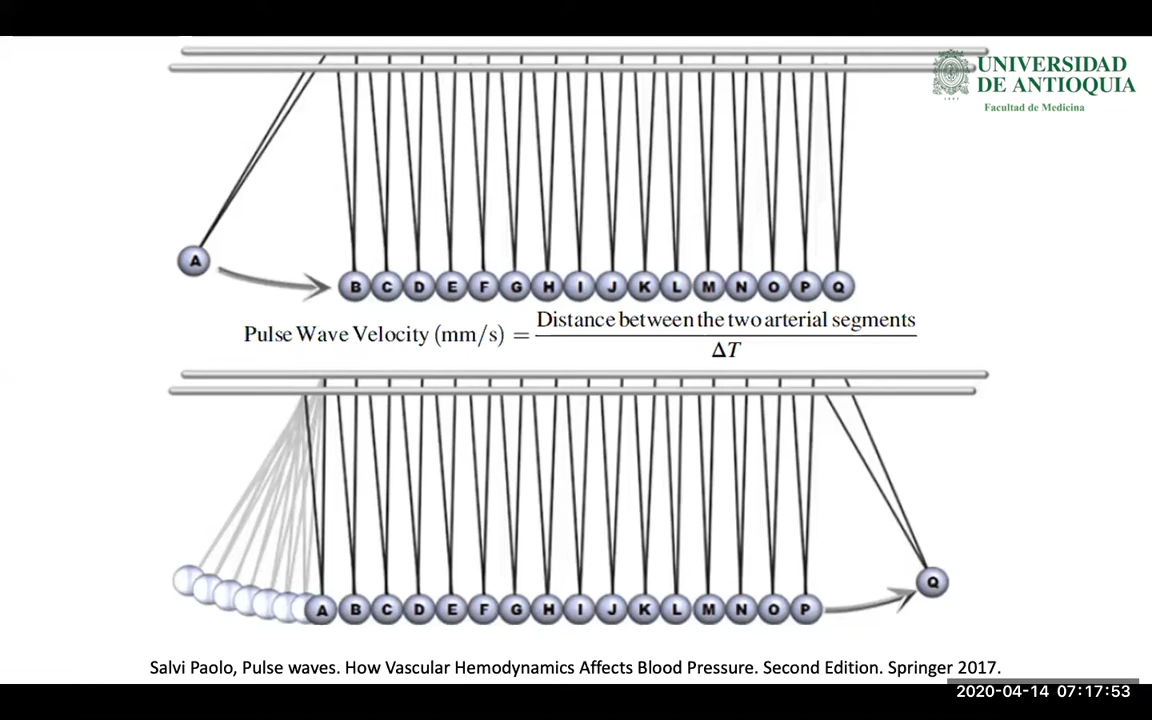 UNIVERSIDAD
DE ANTIOQUIA
1803
Facultad de Medicina
A
B C D E F G H I J K L M N O P Q
Pulse Wave Velocity (mm/s) = Distance between the two arterial segments / ΔT
A B C D E F G H I J K L M N O P
Q
Salvi Paolo, Pulse waves. How Vascular Hemodynamics Affects Blood Pressure. Second Edition. Springer 2017.
2020-04-14 07:17:53